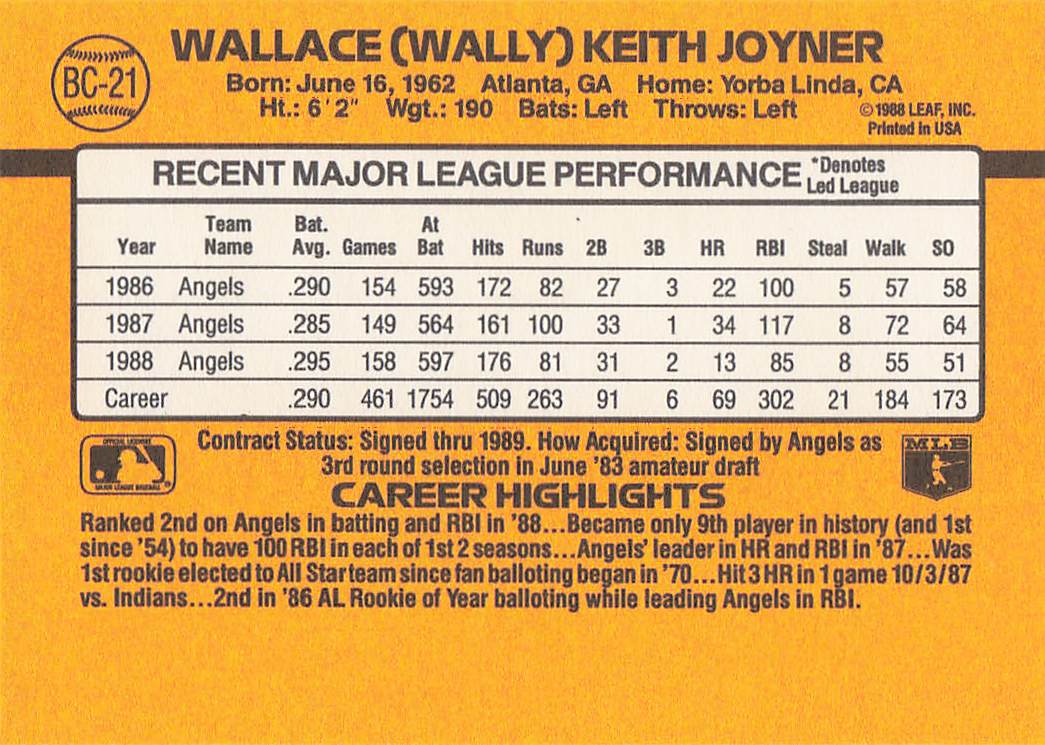 BC-21
WALLACE (WALLY) KEITH JOYNER
Born: June 16, 1962 Atlanta, GA Home: Yorba Linda, CA
Ht.: 6'2" Wgt.: 190 Bats: Left Throws: Left
©1988 LEAF, INC.
Printed in USA
RECENT MAJOR LEAGUE PERFORMANCE *Denotes
Led League
Year Team Name Bat. Avg. Games At Bat Hits Runs 2B 3B HR RBI Steal Walk SO
1986 Angels .290 154 593 172 82 27 3 22 100 5 57 58
1987 Angels .285 149 564 161 100 33 1 34 117 8 72 64
1988 Angels .295 158 597 176 81 31 2 13 85 8 55 51
Career .290 461 1754 509 263 91 6 69 302 21 184 173
OFFICIAL LICENSEE
MAJOR LEAGUE BASEBALL
Contract Status: Signed thru 1989. How Acquired: Signed by Angels as
3rd round selection in June '83 amateur draft
MLB
CAREER HIGHLIGHTS
Ranked 2nd on Angels in batting and RBI in '88...Became only 9th player in history (and 1st
since '54) to have 100 RBI in each of 1st 2 seasons...Angels' leader in HR and RBI in '87...Was
1st rookie elected to All Star team since fan balloting began in '70...Hit 3 HR in 1 game 10/3/87
vs. Indians...2nd in '86 AL Rookie of Year balloting while leading Angels in RBI.